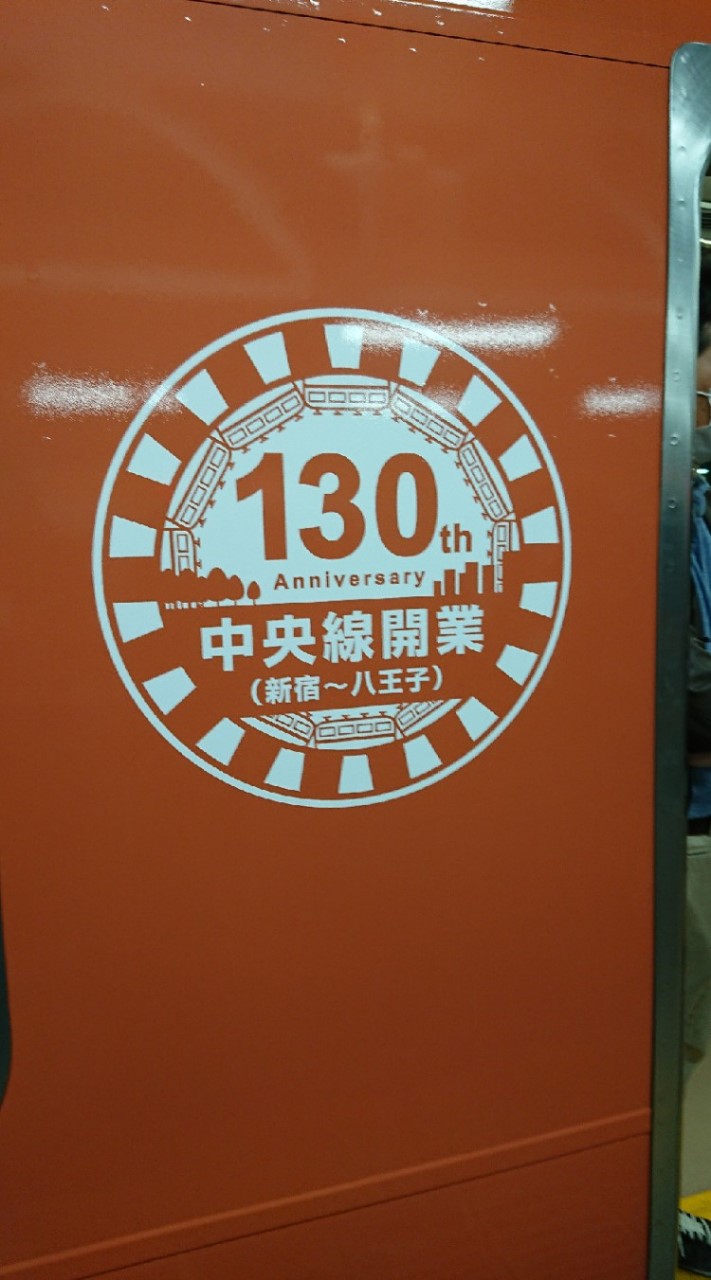 130th
Anniversary
中央線開業
(新宿～八王子)